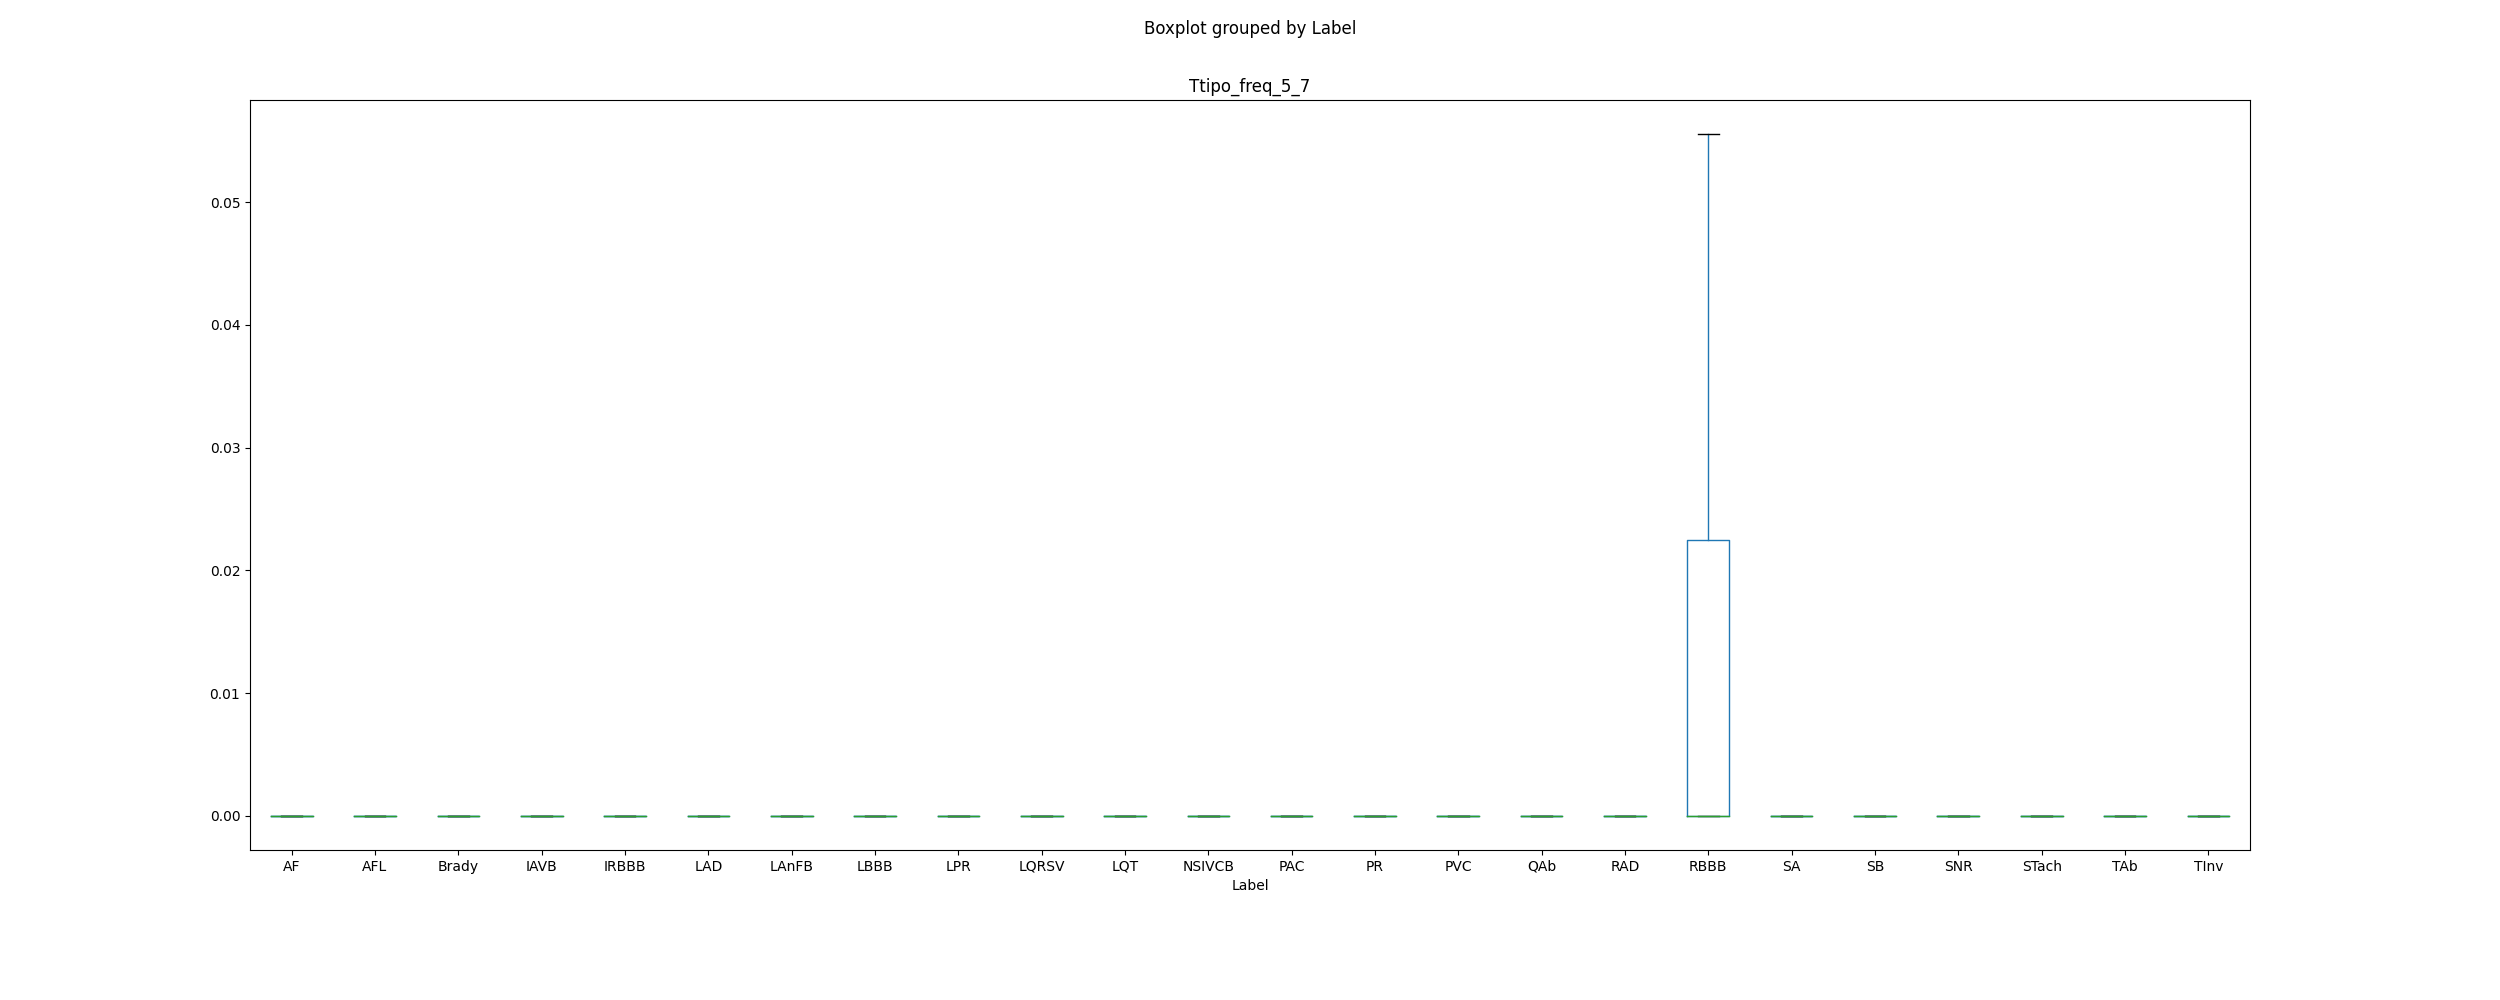 Boxplot grouped by Label
Ttipo_freq_5_7
0.05
0.04
0.03
0.02
0.01
0.00
AF AFL Brady IAVB IRBBB LAD LAnFB LBBB LPR LQRSV LQT NSIVCB PAC PR PVC QAb RAD RBBB SA SB SNR STach TAb TInv
Label